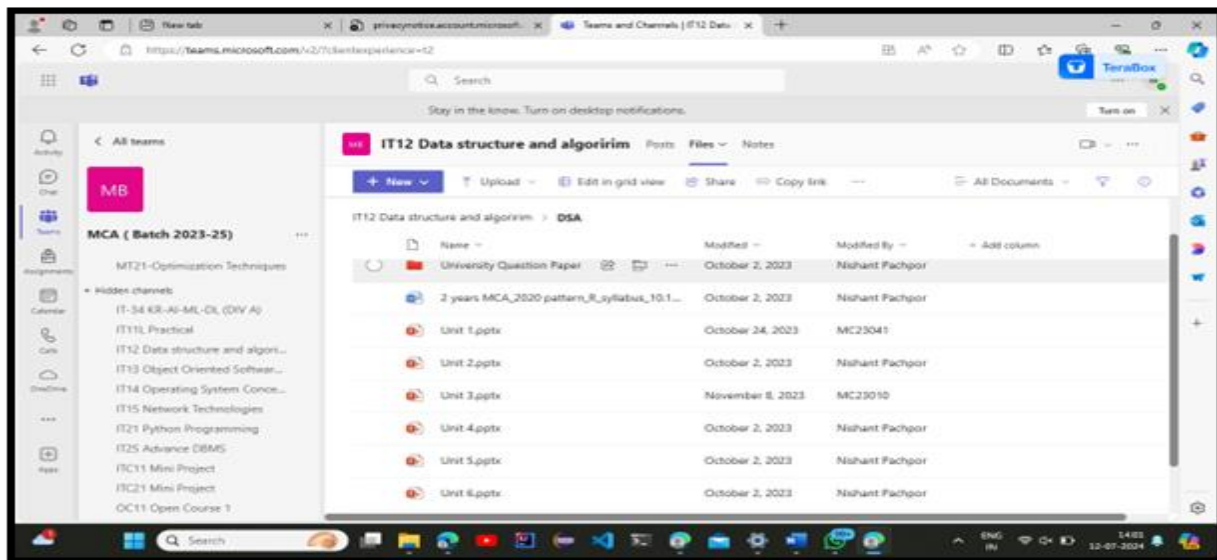 New tab
privacynotice.account.microsoft.
Teams and Channels | IT12 Data
https://teams.microsoft.com/v2/?clientexperience=t2
TeraBox
Search
Stay in the know. Turn on desktop notifications.
Turn on
Activity
Chat
Teams
Assignments
Calendar
Calls
OneDrive
Apps
All teams
MB
MCA ( Batch 2023-25)
MT21-Optimization Techniques
Hidden channels
IT-34 KR-AI-ML-DL (DIV A)
IT11L Practical
IT12 Data structure and algori...
IT13 Object Oriented Softwar...
IT14 Operating System Conce...
IT15 Network Technologies
IT21 Python Programming
IT25 Advance DBMS
ITC11 Mini Project
ITC21 Mini Project
OC11 Open Course 1
MB IT12 Data structure and algoririm Posts Files Notes
+ New Upload Edit in grid view Share Copy link ... All Documents
IT12 Data structure and algoririm > DSA
Name Modified Modified By + Add column
University Question Paper ... October 2, 2023 Nishant Pachpor
2 years MCA_2020 pattern_R_syllabus_10.1... October 2, 2023 Nishant Pachpor
Unit 1.pptx October 24, 2023 MC23041
Unit 2.pptx October 2, 2023 Nishant Pachpor
Unit 3.pptx November 8, 2023 MC23010
Unit 4.pptx October 2, 2023 Nishant Pachpor
Unit 5.pptx October 2, 2023 Nishant Pachpor
Unit 6.pptx October 2, 2023 Nishant Pachpor
Search
ENG
IN
14:01
12-07-2024